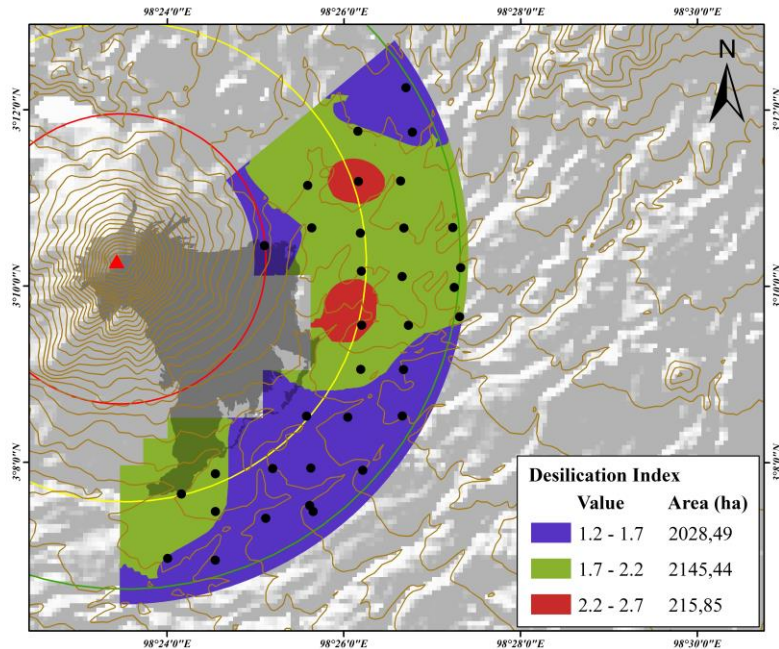 98°24'0"E 98°26'0"E 98°28'0"E 98°30'0"E
N
3°12'0"N 3°12'0"N
3°10'0"N 3°10'0"N
3°8'0"N 3°8'0"N
Desilication Index
Value Area (ha)
1.2 - 1.7 2028,49
1.7 - 2.2 2145,44
2.2 - 2.7 215,85
98°24'0"E 98°26'0"E 98°28'0"E 98°30'0"E